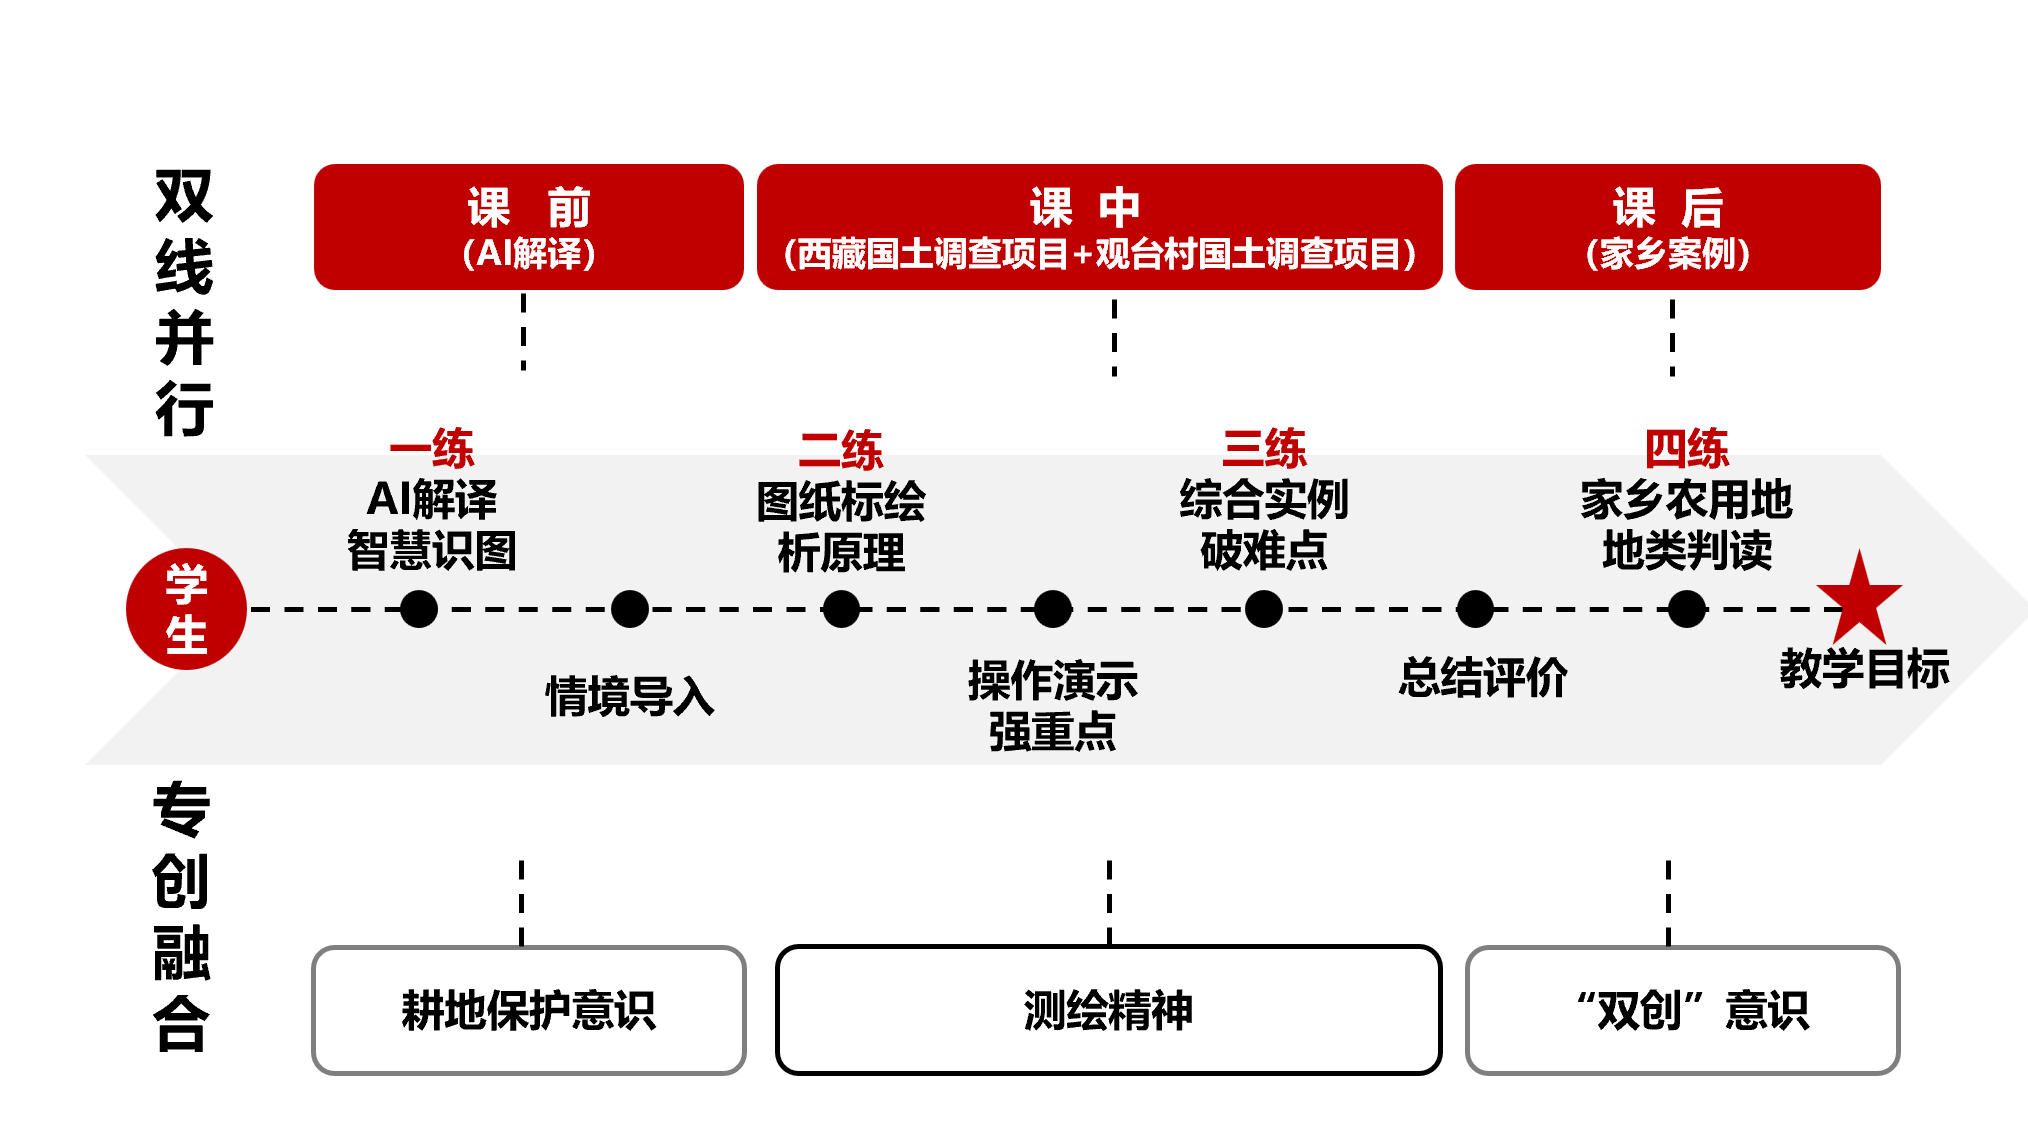 双线并行
课 前
(AI解译)
课 中
(西藏国土调查项目+观台村国土调查项目)
课 后
(家乡案例)
一练
AI解译
智慧识图
二练
图纸标绘
析原理
三练
综合实例
破难点
四练
家乡农用地
地类判读
学生
情境导入
操作演示
强重点
总结评价
教学目标
专创融合
耕地保护意识
测绘精神
“双创”意识